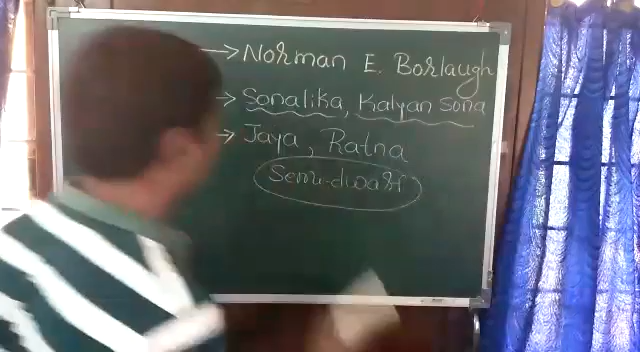 → Norman E. Borlaugh
→ Sonalika, Kalyan Sona
→ Jaya, Ratna
Semi-dwarf